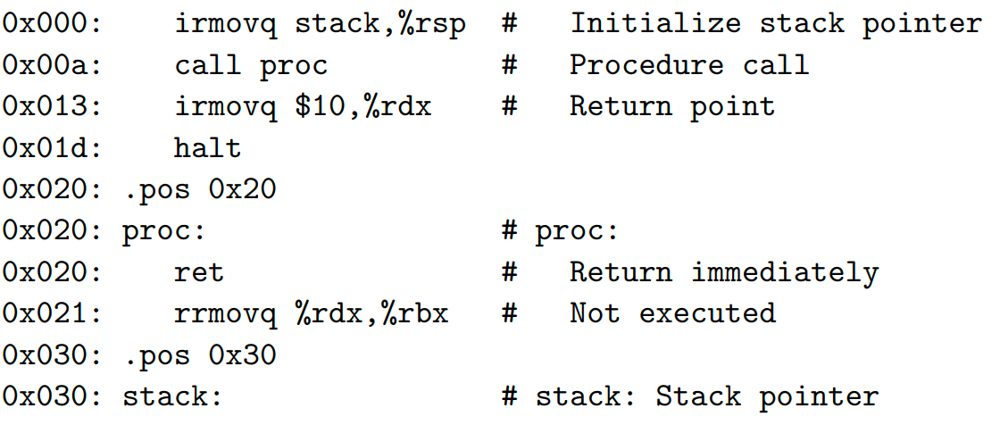 0x000:    irmovq stack,%rsp  #   Initialize stack pointer
0x00a:    call proc          #   Procedure call
0x013:    irmovq $10,%rdx    #   Return point
0x01d:    halt
0x020: .pos 0x20
0x020: proc:                 # proc:
0x020:    ret                #   Return immediately
0x021:    rrmovq %rdx,%rbx   #   Not executed
0x030: .pos 0x30
0x030: stack:                # stack: Stack pointer